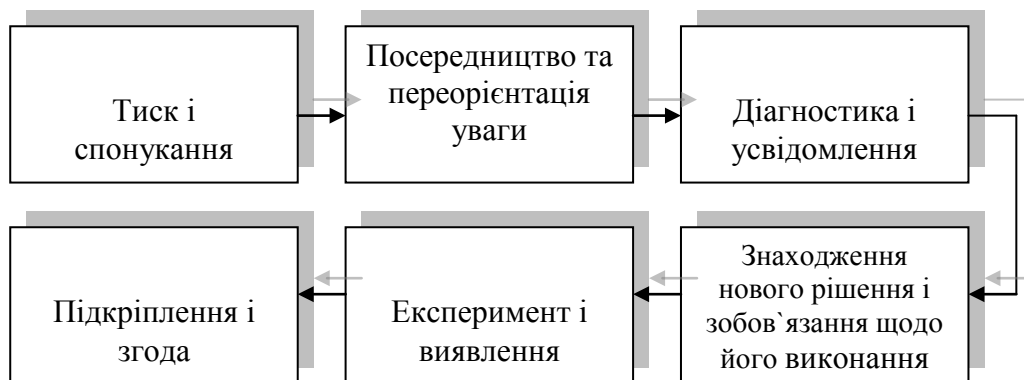 Тиск і
спонукання
Посередництво та
переорієнтація
уваги
Діагностика і
усвідомлення
Знаходження
нового рішення і
зобов`язання щодо
його виконання
Експеримент і
виявлення
Підкріплення і
згода